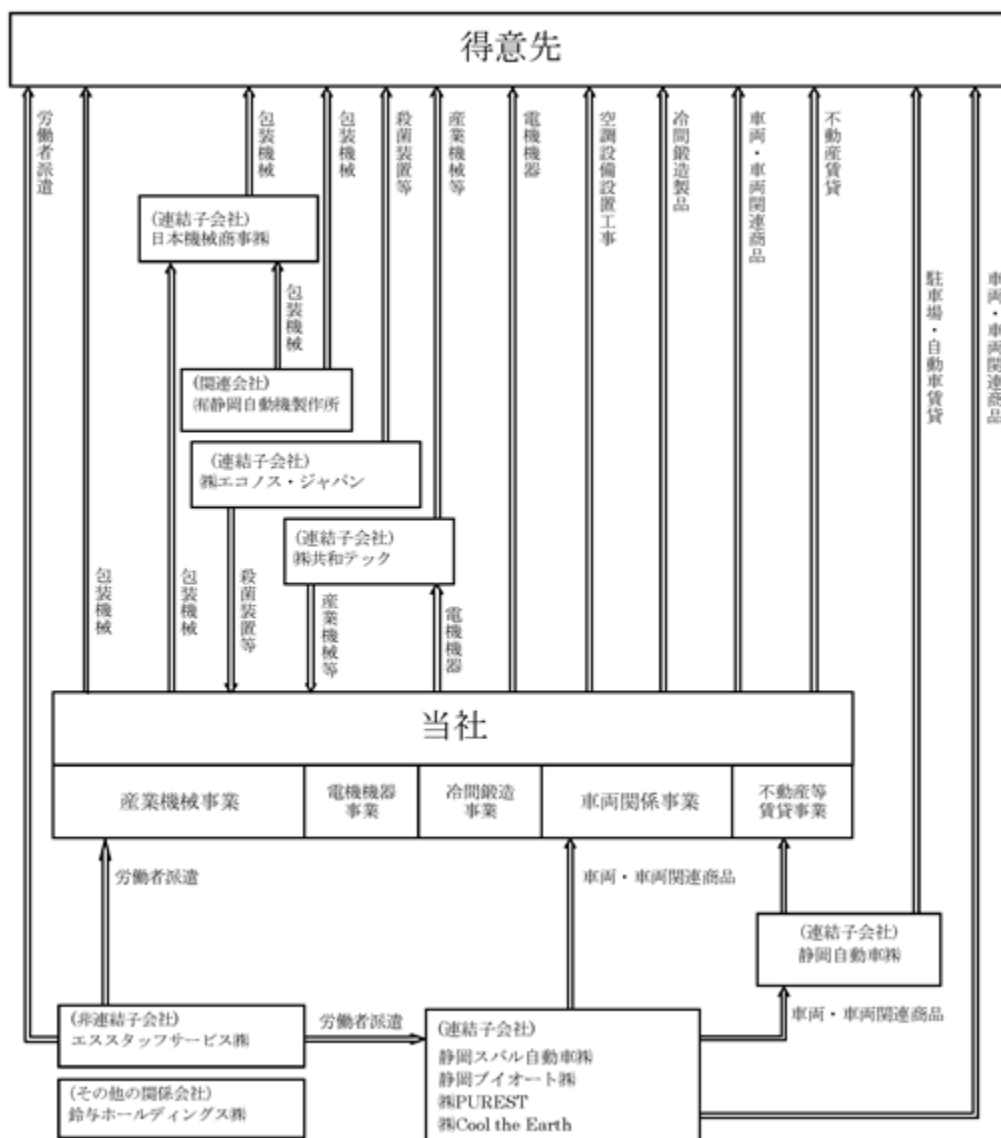 得意先
労働者派遣
包装機械
包装機械
殺菌装置等
産業機械等
電機機器
空調設備設置工事
冷間鍛造製品
車両・車両関連商品
不動産賃貸
駐車場・自動車賃貸
車両・車両関連商品
(連結子会社)
日本機械商事㈱
包装機械
(関連会社)
㈲静岡自動機製作所
(連結子会社)
㈱エコノス・ジャパン
(連結子会社)
㈱共和テック
包装機械
包装機械
殺菌装置等
産業機械等
電機機器
当社
産業機械事業
電機機器
事業
冷間鍛造
事業
車両関係事業
不動産等
賃貸事業
労働者派遣
車両・車両関連商品
(連結子会社)
静岡自動車㈱
車両・車両関連商品
(非連結子会社)
エススタッフサービス㈱
労働者派遣
(連結子会社)
静岡スバル自動車㈱
静岡ブイオート㈱
㈱PUREST
㈱Cool the Earth
(その他の関係会社)
鈴与ホールディングス㈱